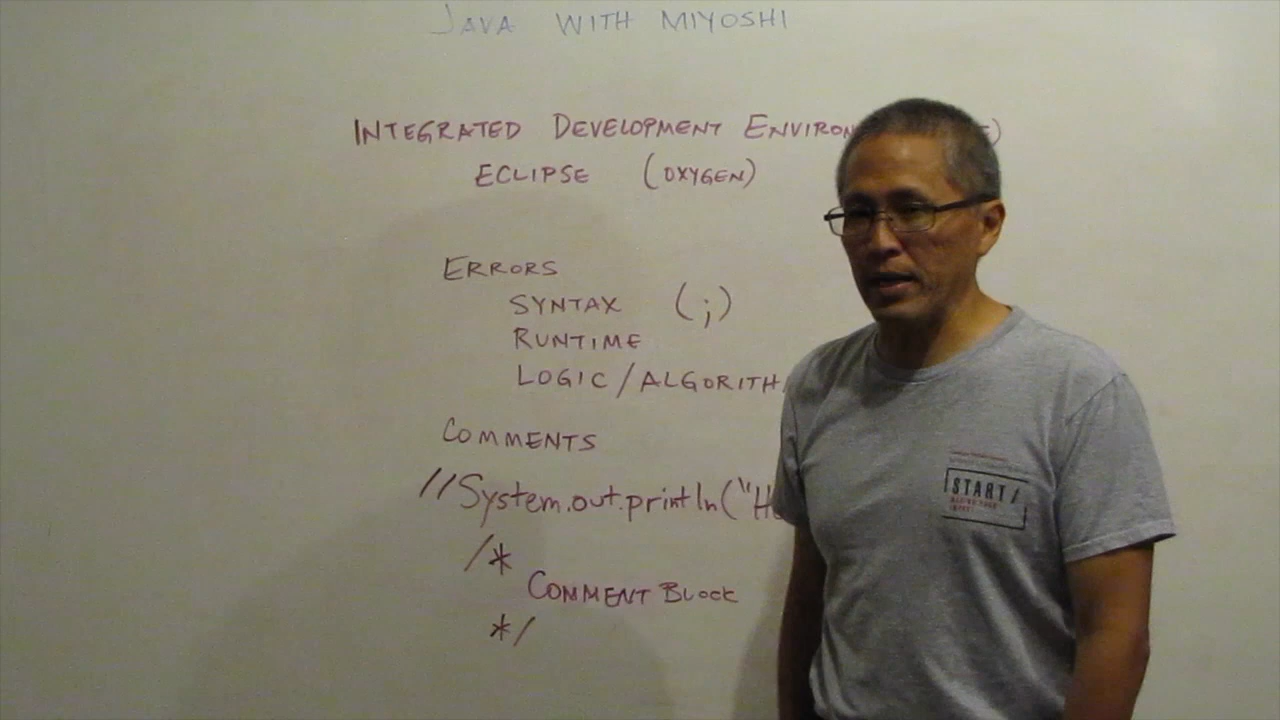 JAVA WITH MIYOSHI
INTEGRATED DEVELOPMENT ENVIRON
ECLIPSE (OXYGEN)
ERRORS
SYNTAX (;)
RUNTIME
LOGIC/ALGORITH
COMMENTS
//System.out.println("H
/*
COMMENT BLOCK
*/
START/